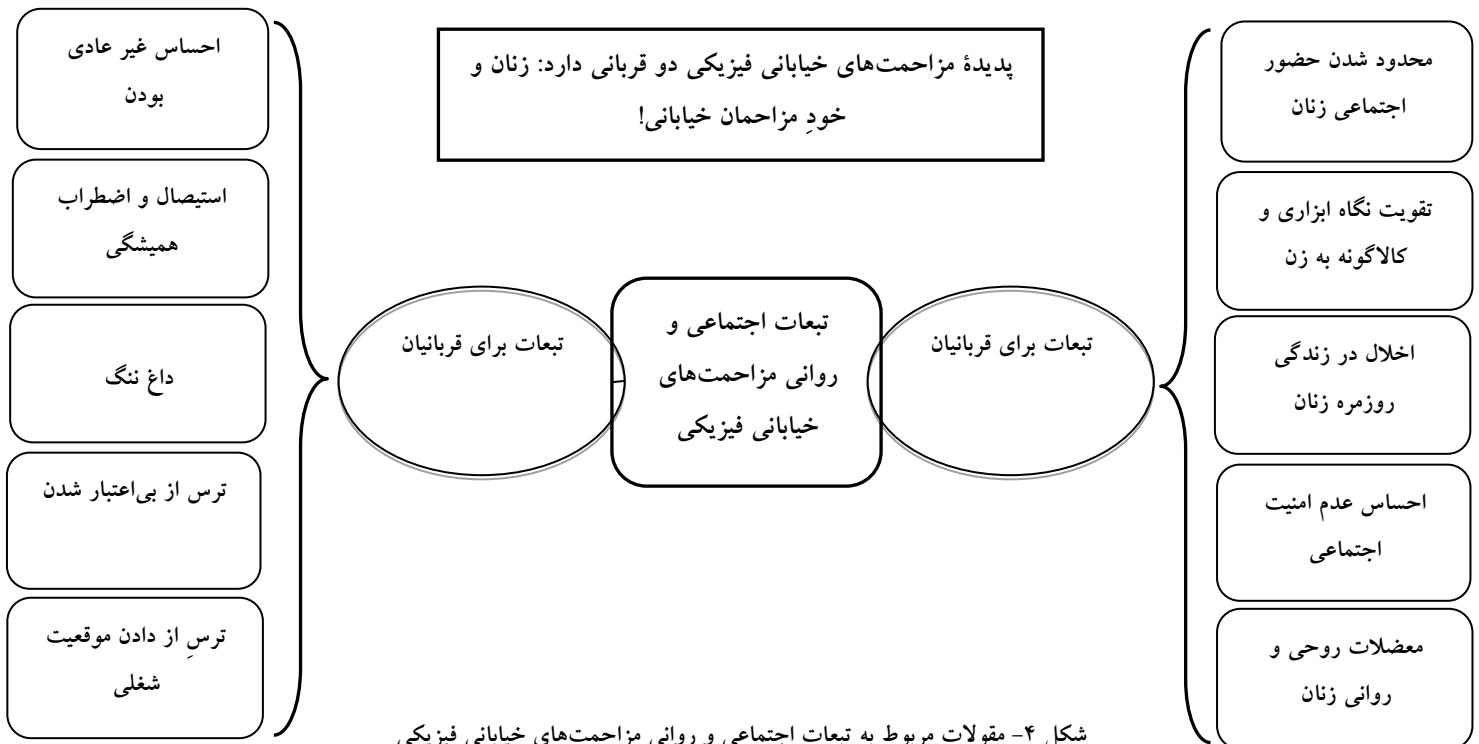 پدیدهٔ مزاحمت‌های خیابانی فیزیکی دو قربانی دارد: زنان و
خودِ مزاحمان خیابانی!
محدود شدن حضور
اجتماعی زنان
تقویت نگاه ابزاری و
کالاگونه به زن
اخلال در زندگی
روزمره زنان
احساس عدم امنیت
اجتماعی
معضلات روحی و
روانی زنان
تبعات برای قربانیان
تبعات اجتماعی و
روانی مزاحمت‌های
خیابانی فیزیکی
تبعات برای قربانیان
احساس غیر عادی
بودن
استیصال و اضطراب
همیشگی
داغ ننگ
ترس از بی‌اعتبار شدن
ترسِ از دادن موقعیت
شغلی
شکل ۴- مقولات مربوط به تبعات اجتماعی و روانی مزاحمت‌های خیابانی فیزیکی